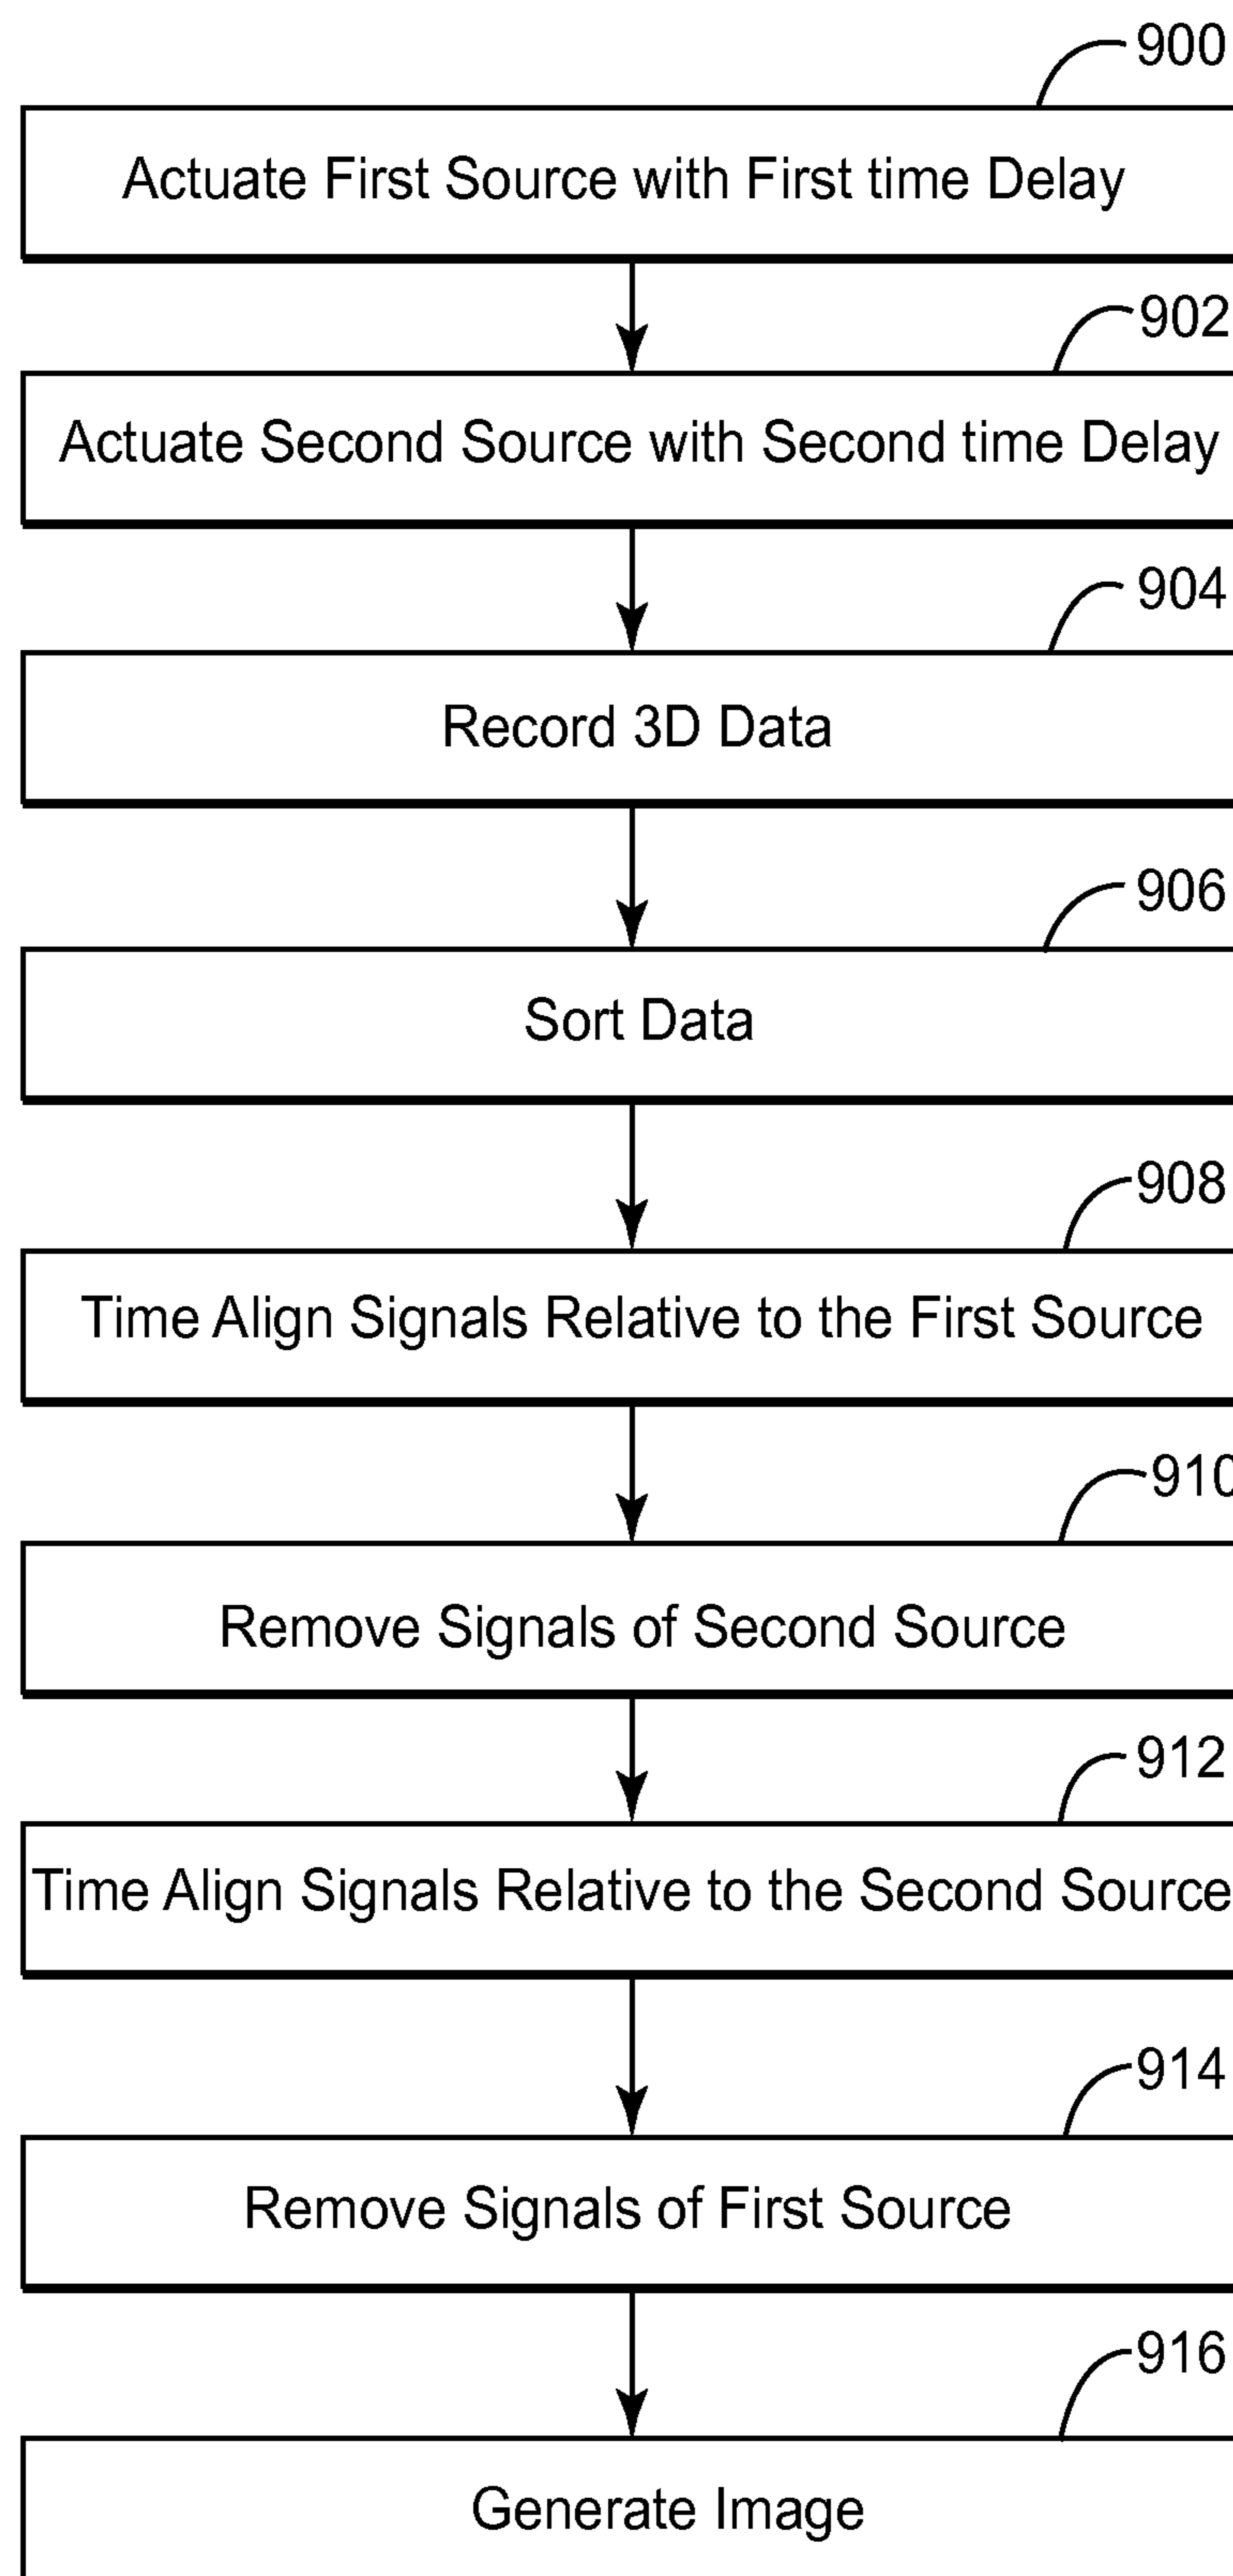 900
Actuate First Source with First time Delay
902
Actuate Second Source with Second time Delay
904
Record 3D Data
906
Sort Data
908
Time Align Signals Relative to the First Source
910
Remove Signals of Second Source
912
Time Align Signals Relative to the Second Source
914
Remove Signals of First Source
916
Generate Image